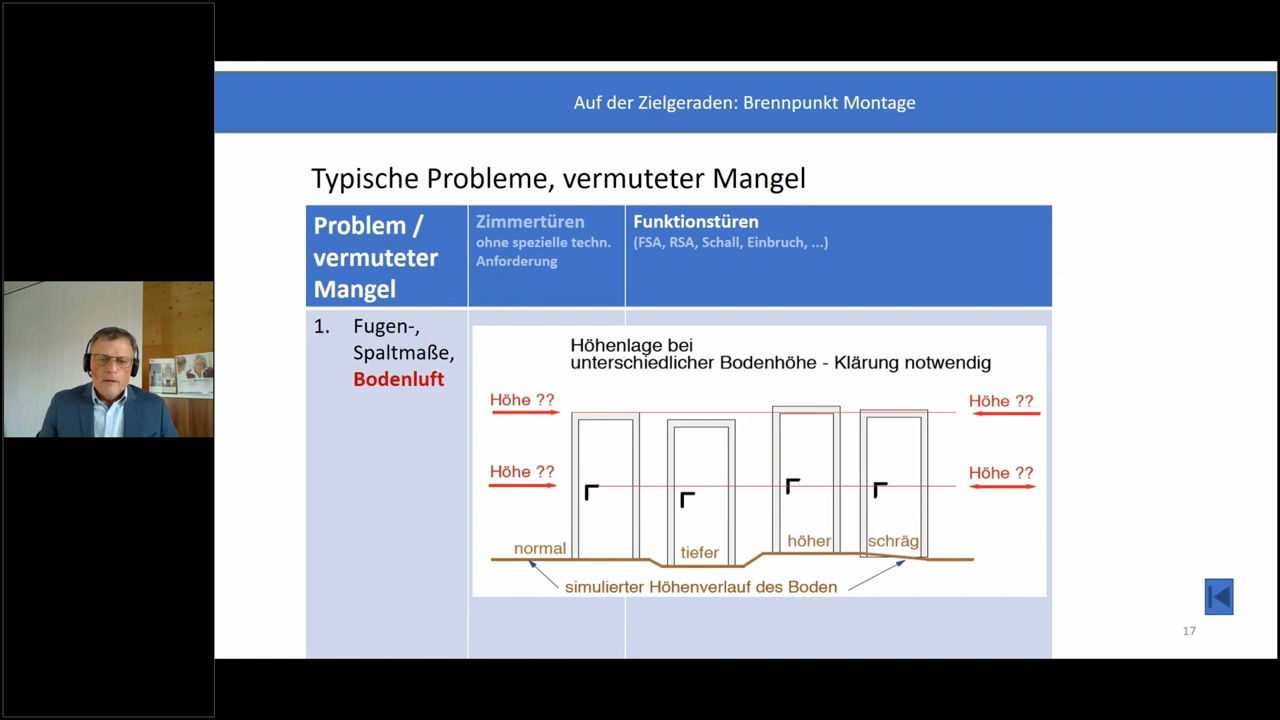 Auf der Zielgeraden: Brennpunkt Montage
Typische Probleme, vermuteter Mangel
Problem /
vermuteter
Mangel
Zimmertüren
ohne spezielle techn.
Anforderung
Funktionstüren
(FSA, RSA, Schall, Einbruch, ...)
1. Fugen-,
Spaltmaße,
Bodenluft
Höhenlage bei
unterschiedlicher Bodenhöhe - Klärung notwendig
Höhe ??
Höhe ??
Höhe ??
Höhe ??
normal
tiefer
höher
schräg
simulierter Höhenverlauf des Boden
17